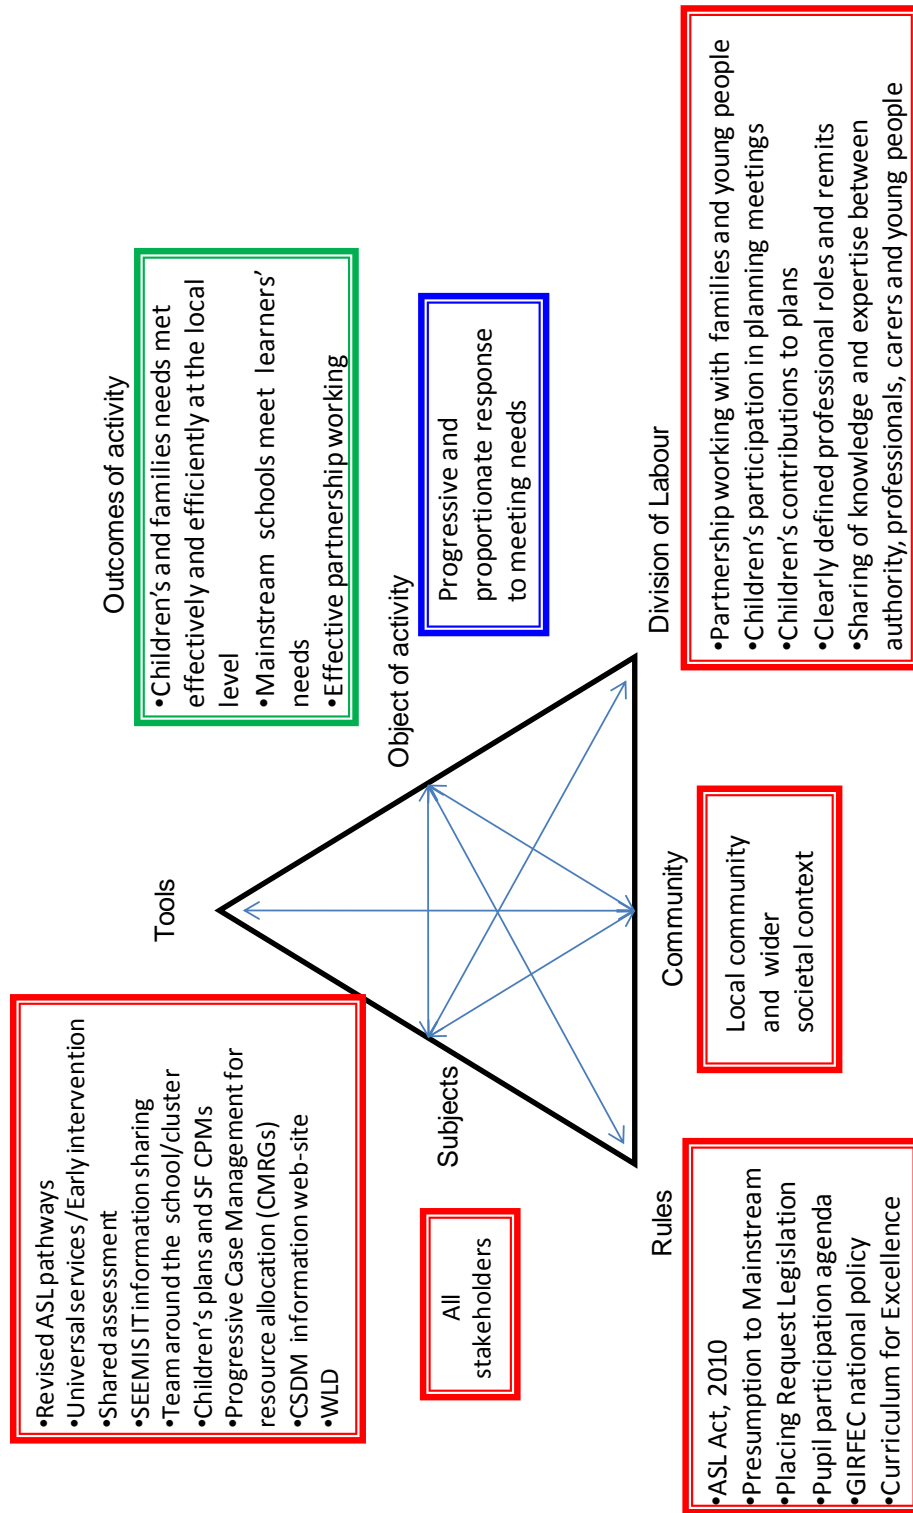 Tools
•Revised ASL pathways
•Universal services /Early intervention
•Shared assessment
•SEEMIS IT information sharing
•Team around the school/cluster
•Children's plans and SF CPMs
•Progressive Case Management for
resource allocation (CMRGs)
•CSDM information web-site
•WLD
Outcomes of activity
•Children's and families needs met
effectively and efficiently at the local
level
•Mainstream schools meet learners'
needs
•Effective partnership working
Subjects
All
stakeholders
Object of activity
Progressive and
proportionate response
to meeting needs
Rules
•ASL Act, 2010
•Presumption to Mainstream
•Placing Request Legislation
•Pupil participation agenda
•GIRFEC national policy
•Curriculum for Excellence
Community
Local community
and wider
societal context
Division of Labour
•Partnership working with families and young people
•Children's participation in planning meetings
•Children's contributions to plans
•Clearly defined professional roles and remits
•Sharing of knowledge and expertise between
authority, professionals, carers and young people